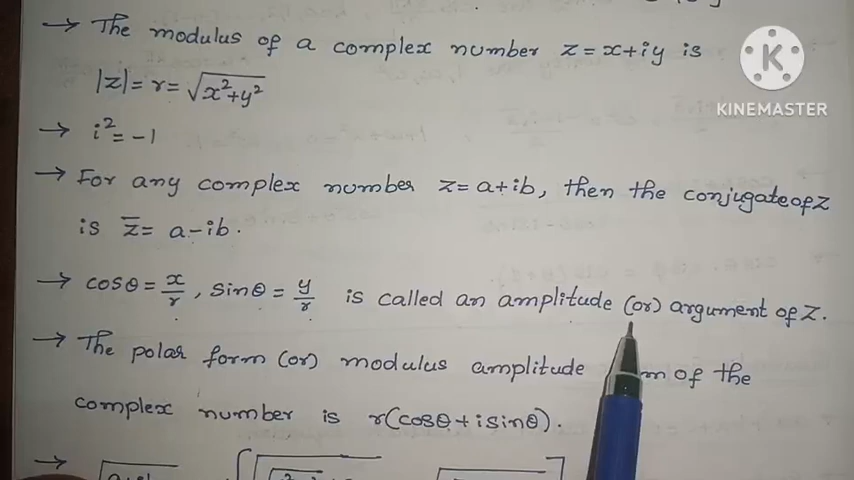 → The modulus of a complex number z = x+iy is
|z| = r = √x²+y²
→ i² = -1
→ For any complex number z = a+ib, then the conjugate of z
is z̅ = a-ib.
→ cosθ = x/r, sinθ = y/r is called an amplitude (or) argument of z.
→ The polar form (or) modulus amplitude m of the
complex number is r(cosθ+isinθ).
→
KINEMASTER